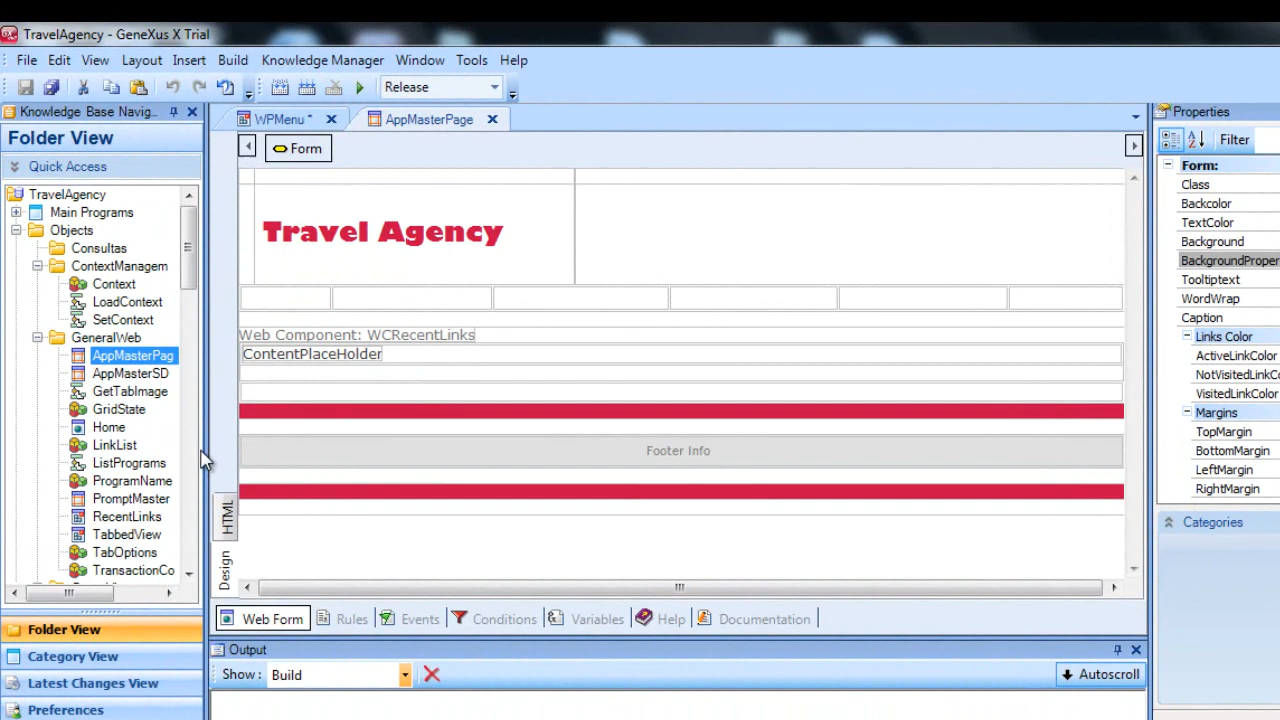 TravelAgency - GeneXus X Trial
File Edit View Layout Insert Build Knowledge Manager Window Tools Help
Release
Knowledge Base Navig...
WPMenu *
AppMasterPage
Properties
Folder View
Form
Filter
Quick Access
Form:
Class
TravelAgency
Backcolor
Main Programs
TextColor
Objects
Travel Agency
Background
Consultas
BackgroundProper
ContextManagem
Tooltiptext
Context
WordWrap
LoadContext
Caption
SetContext
Links Color
GeneralWeb
Web Component: WCRecentLinks
ActiveLinkColor
AppMasterPag
ContentPlaceHolder
NotVisitedLinkCo
AppMasterSD
VisitedLinkColor
GetTabImage
Margins
GridState
TopMargin
Home
BottomMargin
LinkList
Footer Info
LeftMargin
ListPrograms
RightMargin
ProgramName
PromptMaster
Categories
RecentLinks
HTML
TabbedView
TabOptions
Design
TransactionCo
Web Form Rules Events Conditions Variables Help Documentation
Folder View
Output
Category View
Show : Build
Autoscroll
Latest Changes View
Preferences